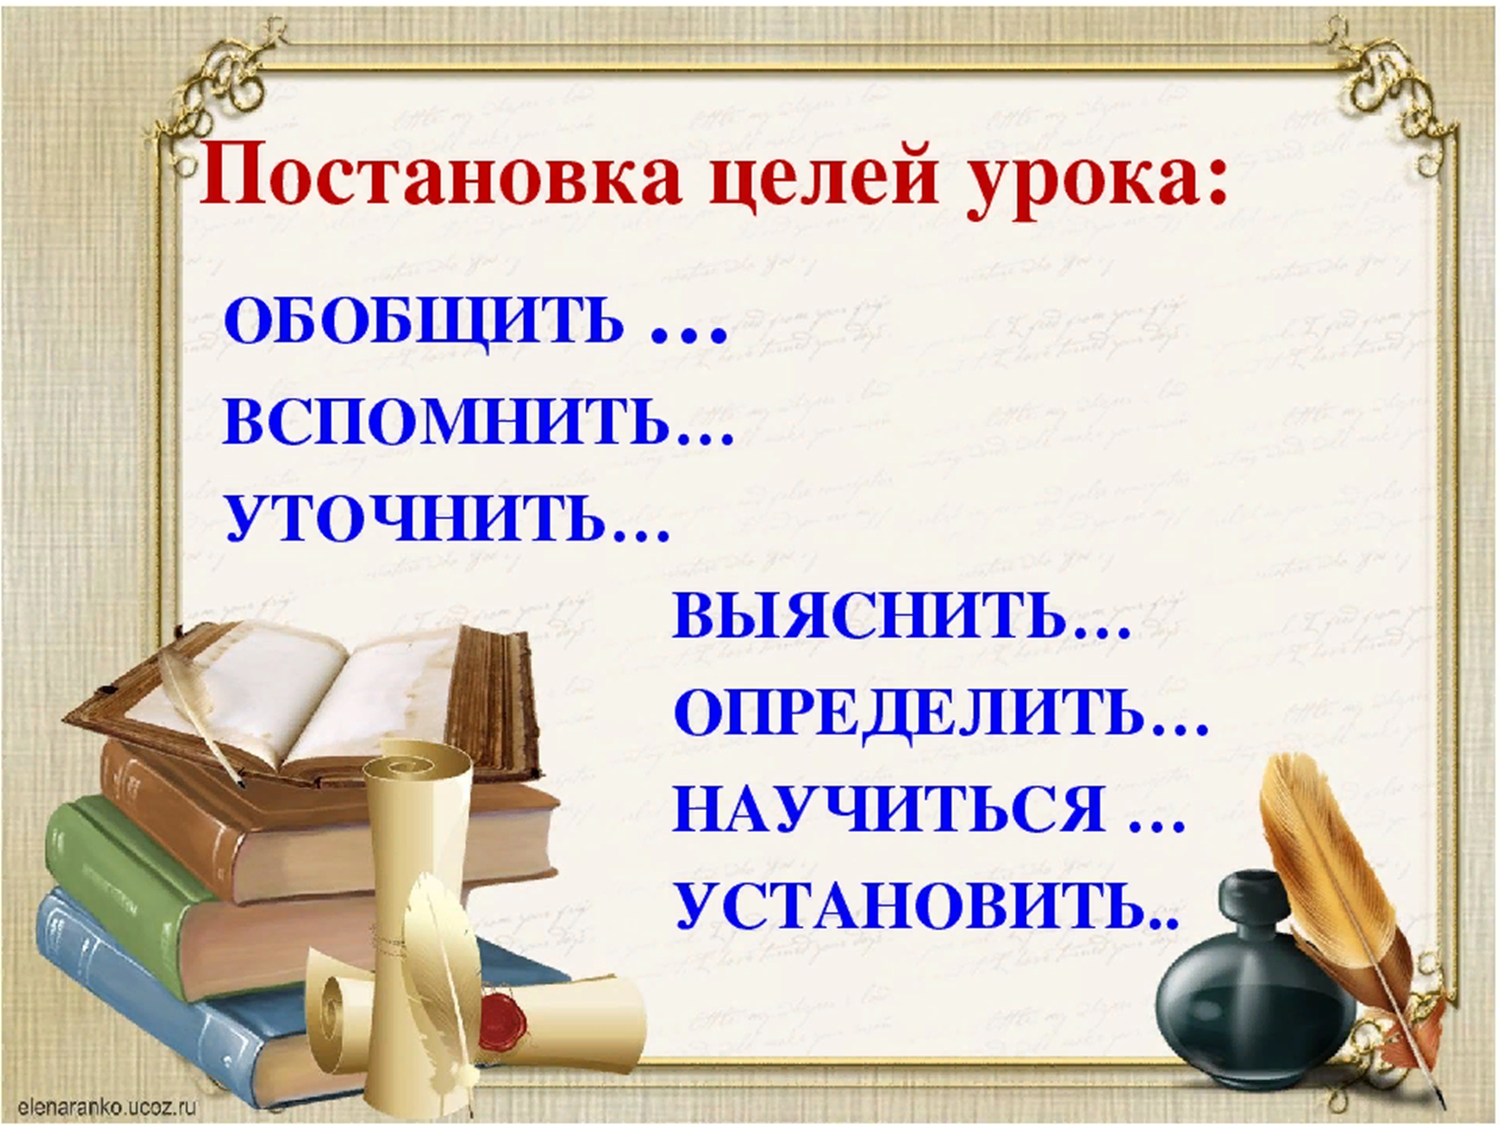 Постановка целей урока:
ОБОБЩИТЬ …
ВСПОМНИТЬ…
УТОЧНИТЬ…
ВЫЯСНИТЬ…
ОПРЕДЕЛИТЬ…
НАУЧИТЬСЯ …
УСТАНОВИТЬ..
elenaranko.ucoz.ru